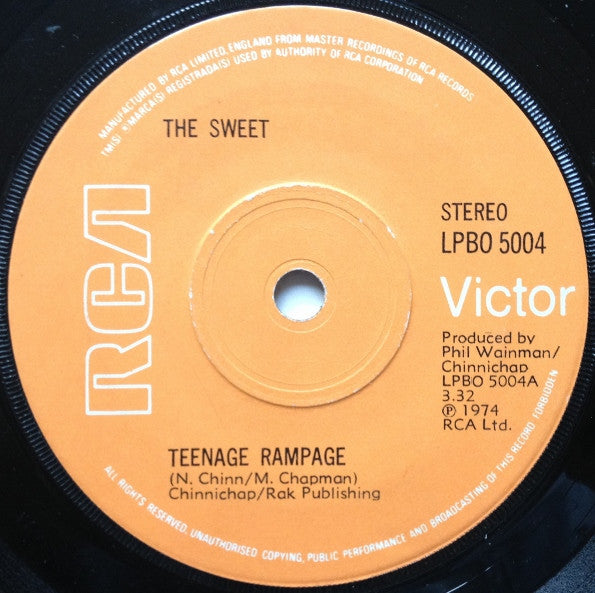 MANUFACTURED BY RCA LIMITED, ENGLAND FROM MASTER RECORDINGS OF RCA RECORDS
TM(S) ® MARCA(S) REGISTRADA(S) USED BY AUTHORITY OF RCA CORPORATION
THE SWEET
RCA
STEREO
LPBO 5004
Victor
Produced by
Phil Wainman/
Chinnichap
LPBO 5004A
3.32
℗ 1974
RCA Ltd.
TEENAGE RAMPAGE
(N. Chinn/M. Chapman)
Chinnichap/Rak Publishing
ALL RIGHTS RESERVED. UNAUTHORISED COPYING, PUBLIC PERFORMANCE AND BROADCASTING OF THIS RECORD FORBIDDEN